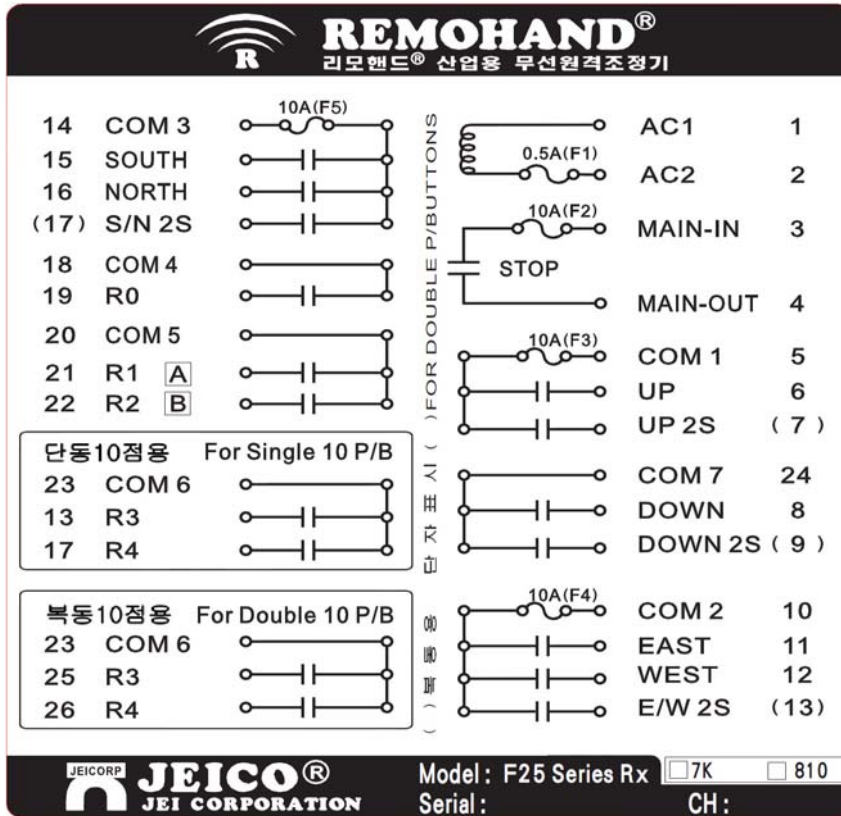 R
REMOHAND®
리모핸드® 산업용 무선원격조정기
14 COM 3 10A(F5)
15 SOUTH
16 NORTH
(17) S/N 2S
18 COM 4
19 R0
20 COM 5
21 R1 A
22 R2 B
단동10점용 For Single 10 P/B
23 COM 6
13 R3
17 R4
복동10점용 For Double 10 P/B
23 COM 6
25 R3
26 R4
(복동용 단자표시( )FOR DOUBLE P/BUTTONS
AC1 1
0.5A(F1) AC2 2
10A(F2) MAIN-IN 3
STOP
MAIN-OUT 4
10A(F3) COM 1 5
UP 6
UP 2S (7)
COM 7 24
DOWN 8
DOWN 2S (9)
10A(F4) COM 2 10
EAST 11
WEST 12
E/W 2S (13)
JEICORP
JEICO®
JEI CORPORATION
Model : F25 Series Rx □7K □810
Serial : CH :